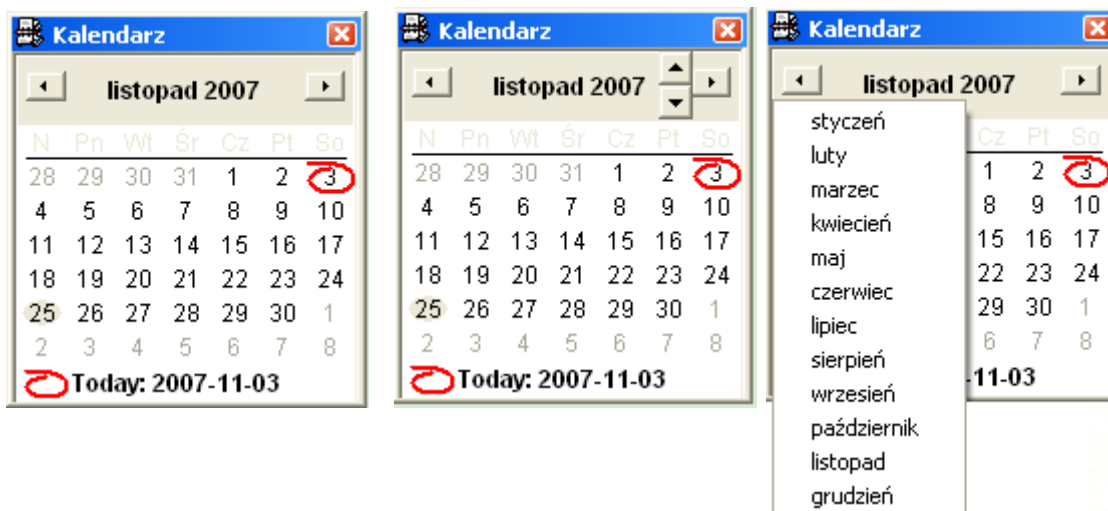 Kalendarz
listopad 2007
N Pn Wt Śr Cz Pt So
28 29 30 31 1 2 3
4 5 6 7 8 9 10
11 12 13 14 15 16 17
18 19 20 21 22 23 24
25 26 27 28 29 30 1
2 3 4 5 6 7 8
Today: 2007-11-03
Kalendarz
listopad 2007
N Pn Wt Śr Cz Pt So
28 29 30 31 1 2 3
4 5 6 7 8 9 10
11 12 13 14 15 16 17
18 19 20 21 22 23 24
25 26 27 28 29 30 1
2 3 4 5 6 7 8
Today: 2007-11-03
Kalendarz
listopad 2007
styczeń
luty
marzec
kwiecień
maj
czerwiec
lipiec
sierpień
wrzesień
październik
listopad
grudzień
Cz Pt So
1 2 3
8 9 10
15 16 17
22 23 24
29 30 1
6 7 8
-11-03